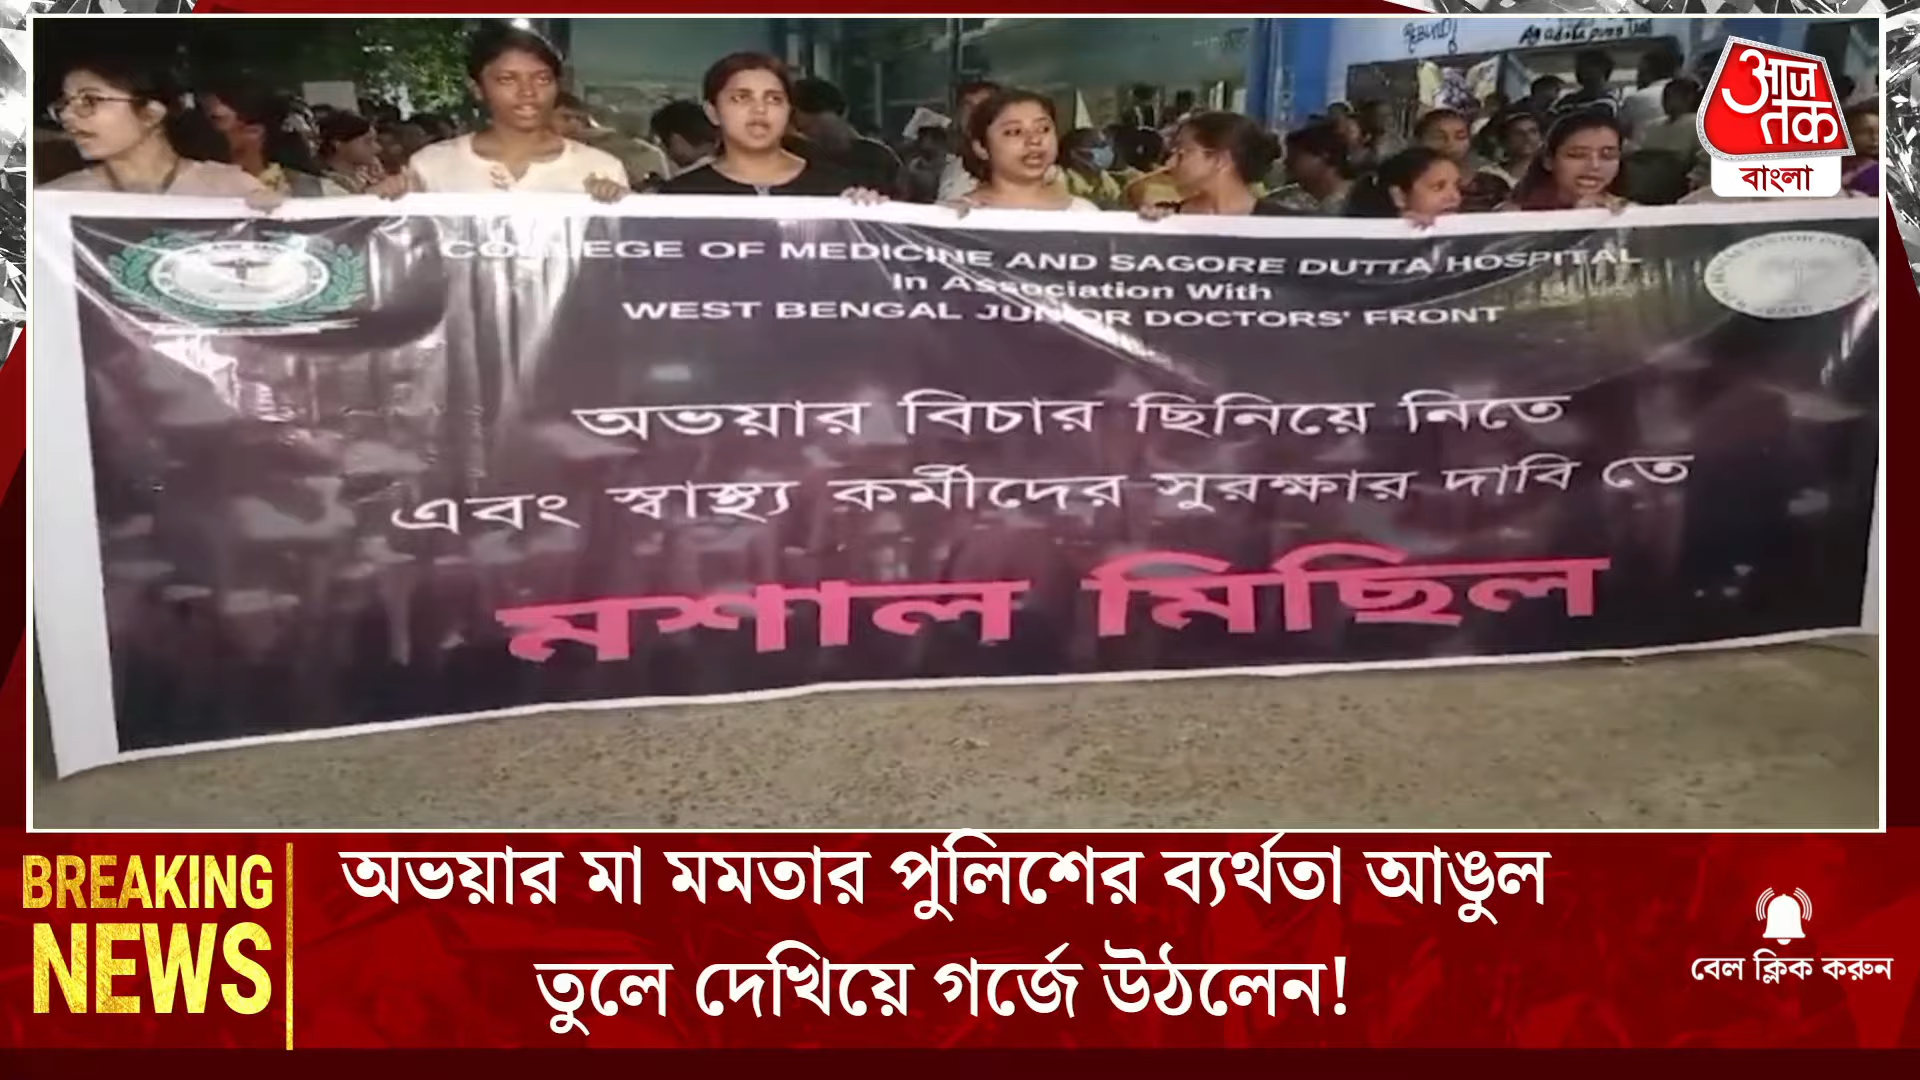 আজ
তক
বাংলা
COLLEGE OF MEDICINE AND SAGORE DUTTA HOSPITAL
In Association With
WEST BENGAL JUNIOR DOCTORS' FRONT
অভয়ার বিচার ছিনিয়ে নিতে
এবং স্বাস্থ্য কর্মীদের সুরক্ষার দাবি তে
মশাল মিছিল
BREAKING
NEWS
অভয়ার মা মমতার পুলিশের ব্যর্থতা আঙুল
তুলে দেখিয়ে গর্জে উঠলেন!
বেল ক্লিক করুন